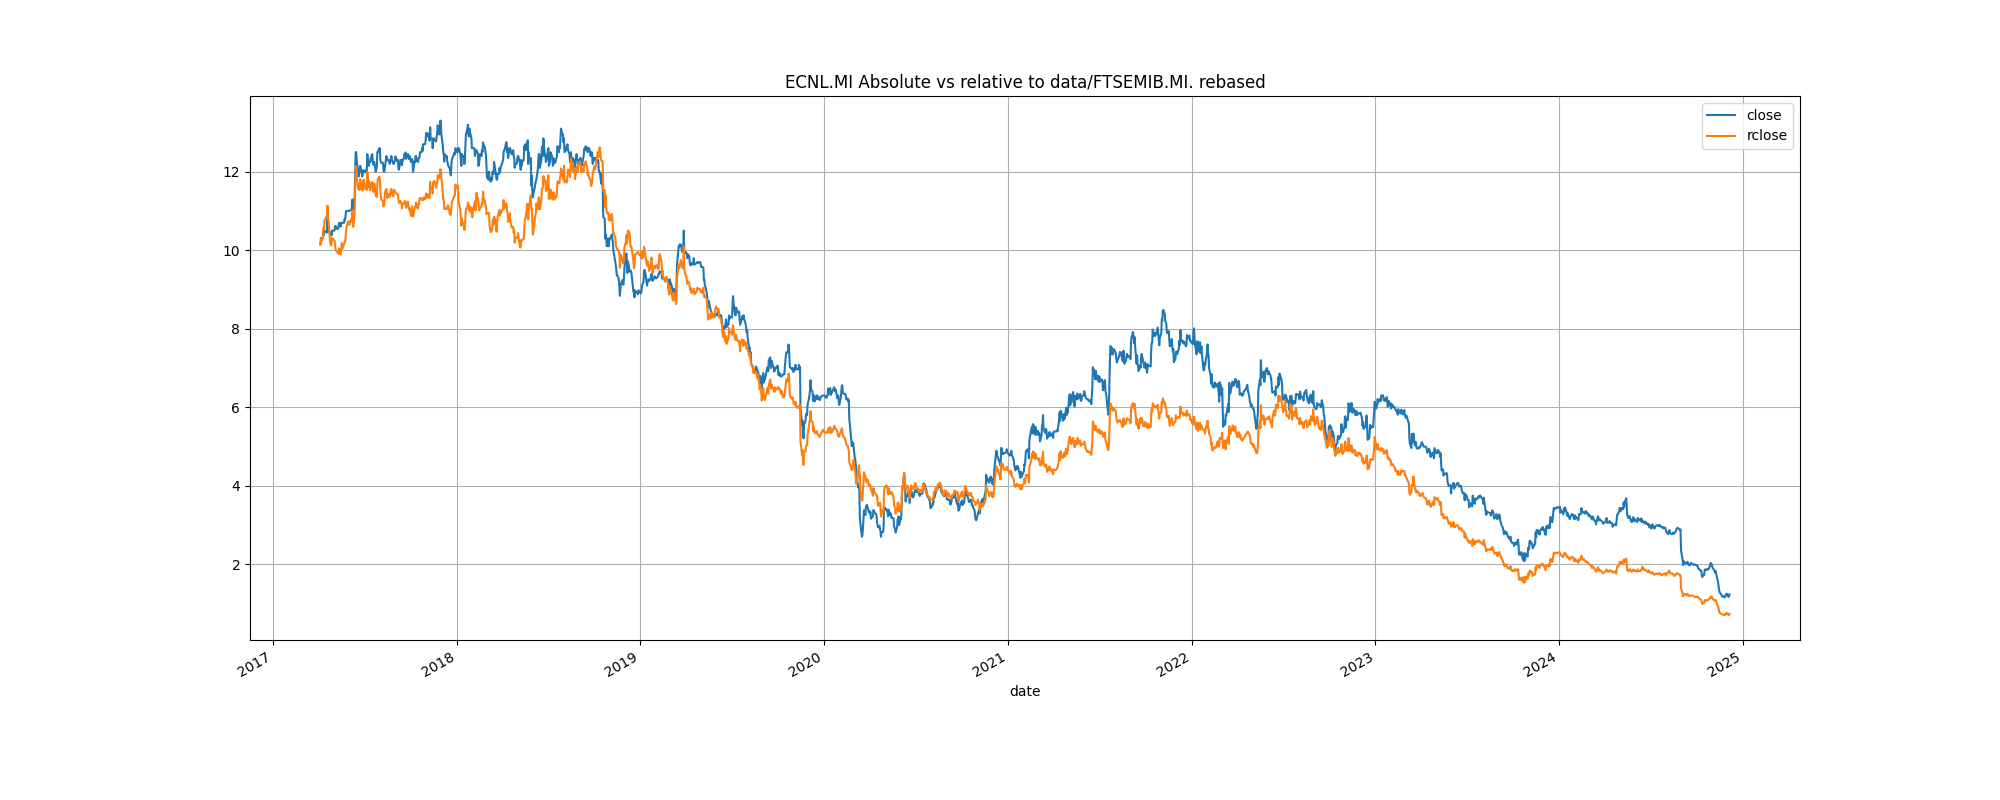 ECNL.MI Absolute vs relative to data/FTSEMIB.MI. rebased
close
rclose
12
10
8
6
4
2
2017 2018 2019 2020 2021 2022 2023 2024 2025
date